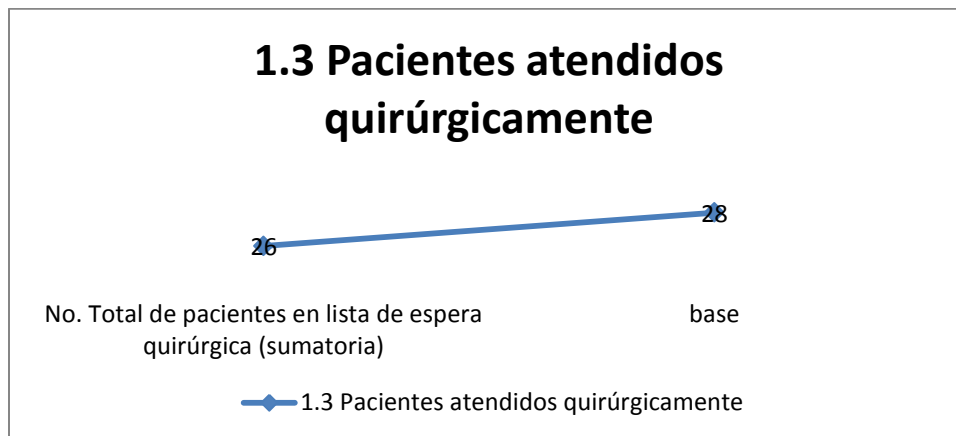 1.3 Pacientes atendidos
quirúrgicamente
26
28
No. Total de pacientes en lista de espera
quirúrgica (sumatoria)
base
1.3 Pacientes atendidos quirúrgicamente